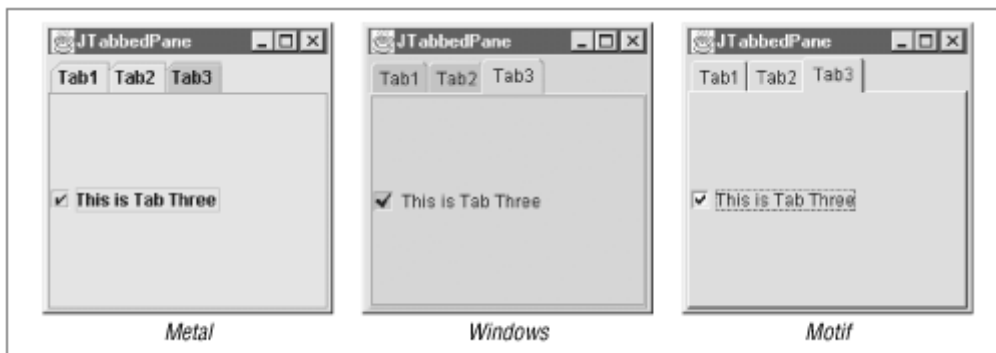 JTabbedPane
Tab1 Tab2 Tab3
This is Tab Three
Metal
JTabbedPane
Tab1 Tab2 Tab3
This is Tab Three
Windows
JTabbedPane
Tab1 Tab2 Tab3
This is Tab Three
Motif